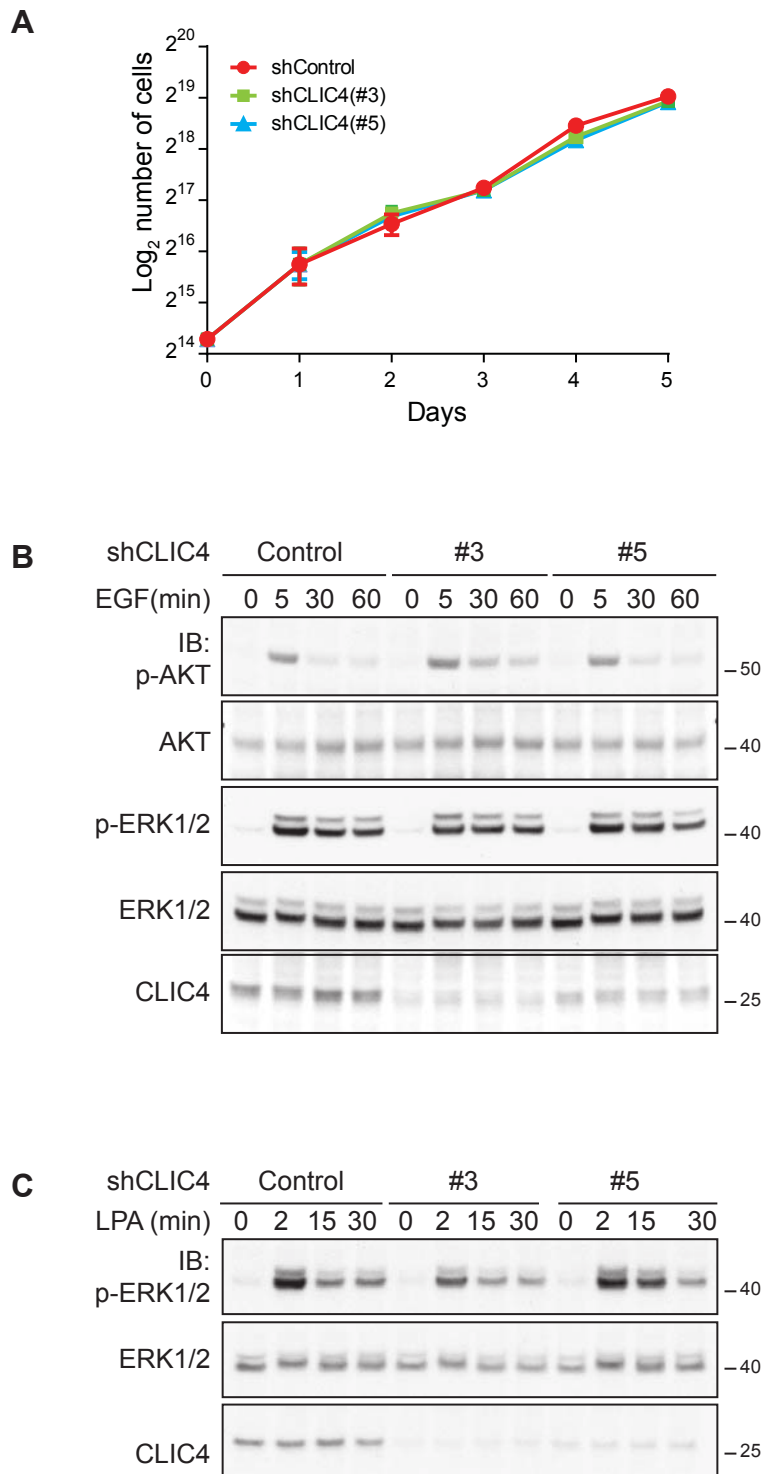 A
2^20
2^19
2^18
2^17
2^16
2^15
2^14
Log₂ number of cells
shControl
shCLIC4(#3)
shCLIC4(#5)
0 1 2 3 4 5
Days
B
shCLIC4 Control #3 #5
EGF(min) 0 5 30 60 0 5 30 60 0 5 30 60
IB:
p-AKT 50
AKT 40
p-ERK1/2 40
ERK1/2 40
CLIC4 25
C
shCLIC4 Control #3 #5
LPA (min) 0 2 15 30 0 2 15 30 0 2 15 30
IB:
p-ERK1/2 40
ERK1/2 40
CLIC4 25